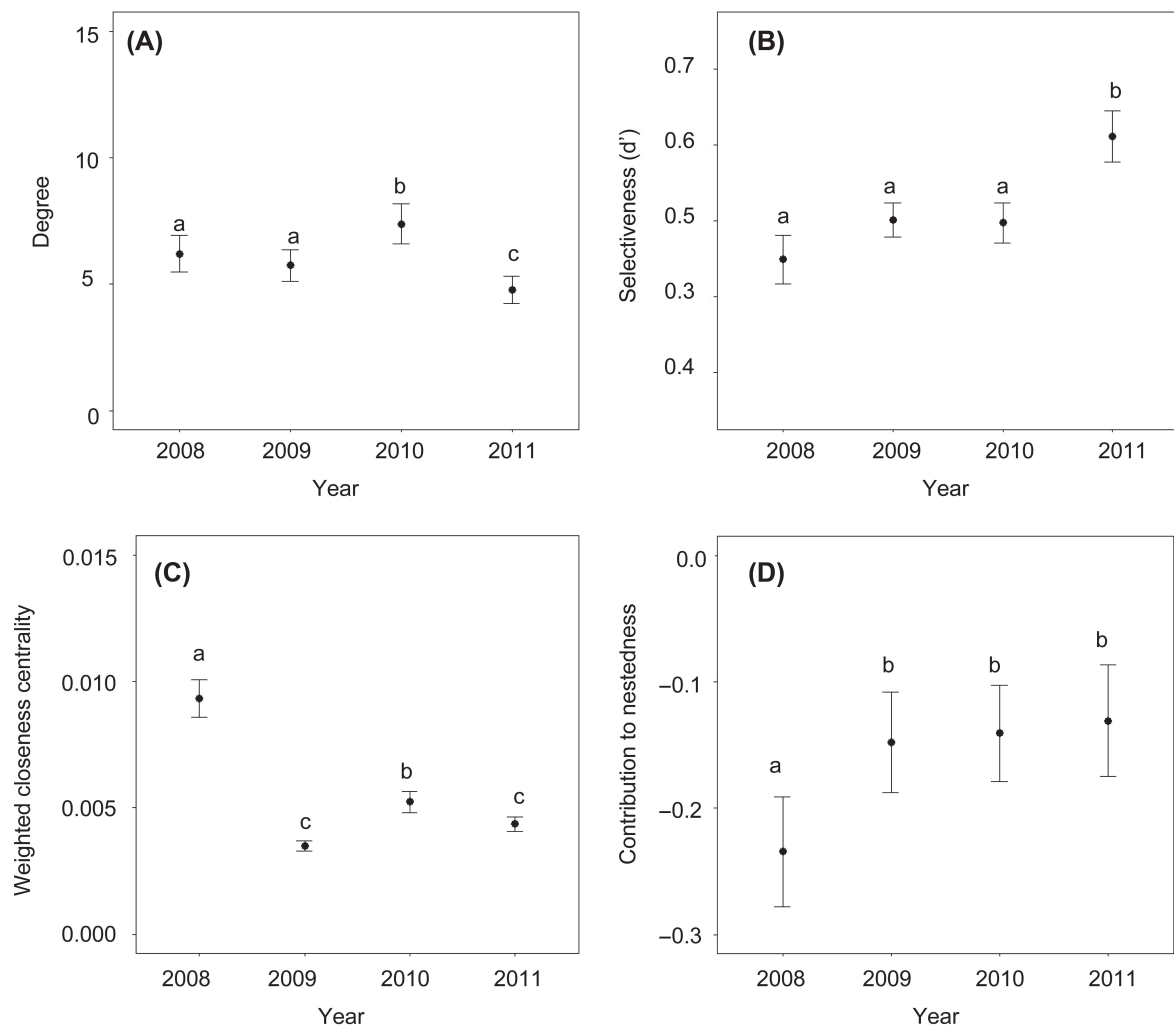 (A)
15
10
5
0
Degree
a
a
b
c
2008 2009 2010 2011
Year
(B)
0.7
0.6
0.5
0.3
0.4
Selectiveness (d’)
a
a
a
b
2008 2009 2010 2011
Year
(C)
0.015
0.010
0.005
0.000
Weighted closeness centrality
a
c
b
c
2008 2009 2010 2011
Year
(D)
0.0
–0.1
–0.2
–0.3
Contribution to nestedness
a
b
b
b
2008 2009 2010 2011
Year